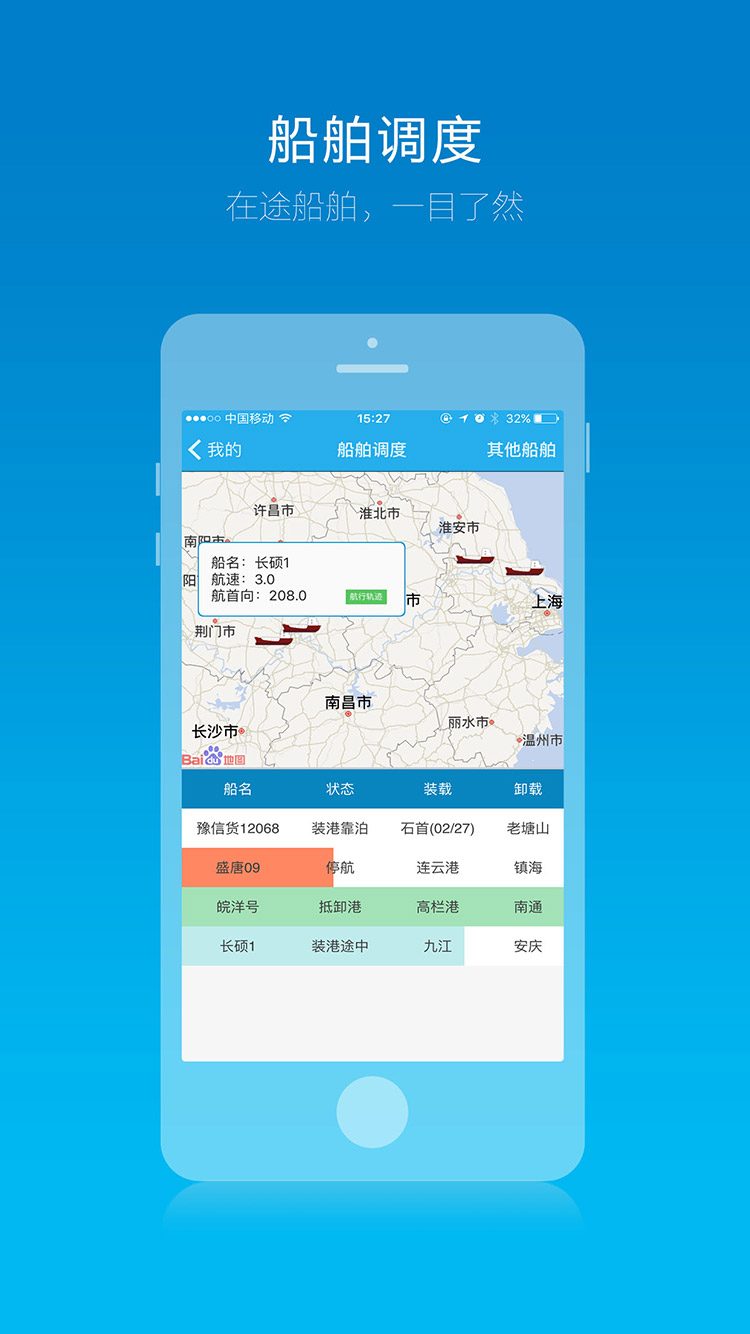 船舶调度
在途船舶，一目了然
中国移动 15:27 32%
我的 船舶调度 其他船舶
许昌市
淮北市
淮安市
南阳市
船名：长硕1
航速：3.0
航首向：208.0 航行轨迹
市
上海
荆门市
南昌市
丽水市
长沙市
温州市
Bai du 地图
船名 状态 装载 卸载
豫信货12068 装港靠泊 石首(02/27) 老塘山
盛唐09 停航 连云港 镇海
皖洋号 抵卸港 高栏港 南通
长硕1 装港途中 九江 安庆